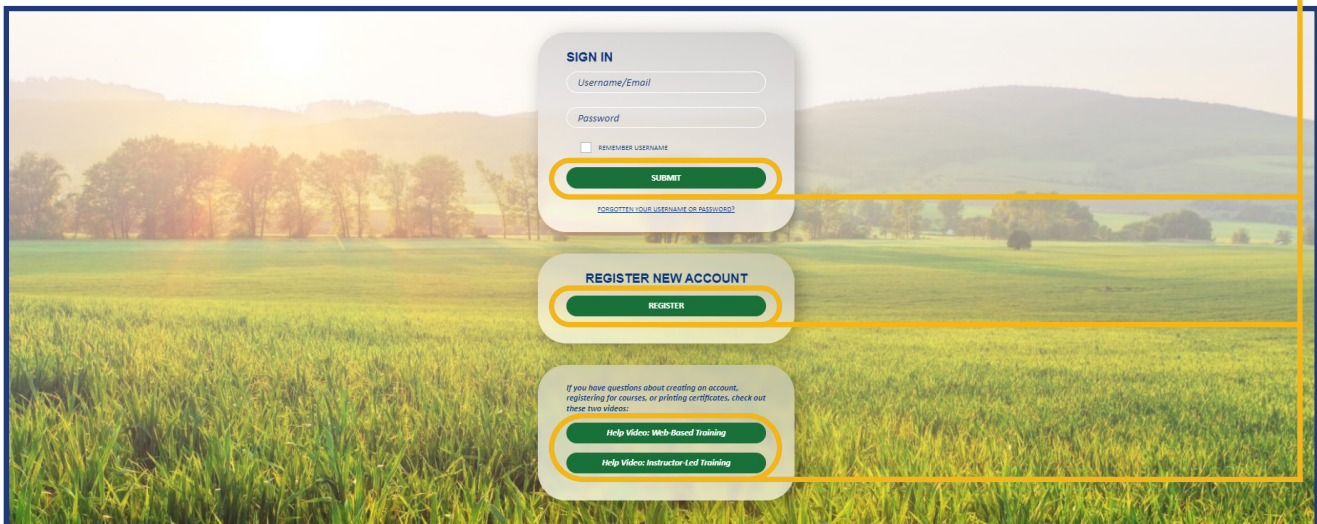 SIGN IN
Username/Email
Password
REMEMBER USERNAME
SUBMIT
FORGOTTEN YOUR USERNAME OR PASSWORD?
REGISTER NEW ACCOUNT
REGISTER
If you have questions about creating an account,
registering for courses, or printing certificates, check out
these two videos:
Help Video: Web-Based Training
Help Video: Instructor-Led Training